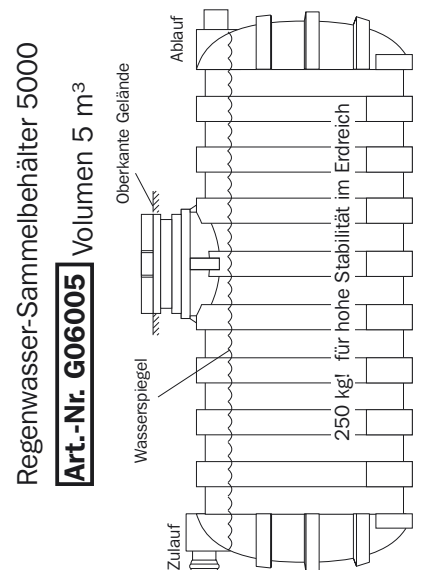 Regenwasser-Sammelbehälter 5000
Art.-Nr. G06005 Volumen 5 m³
Oberkante Gelände
Wasserspiegel
Zulauf
Ablauf
250 kg! für hohe Stabilität im Erdreich